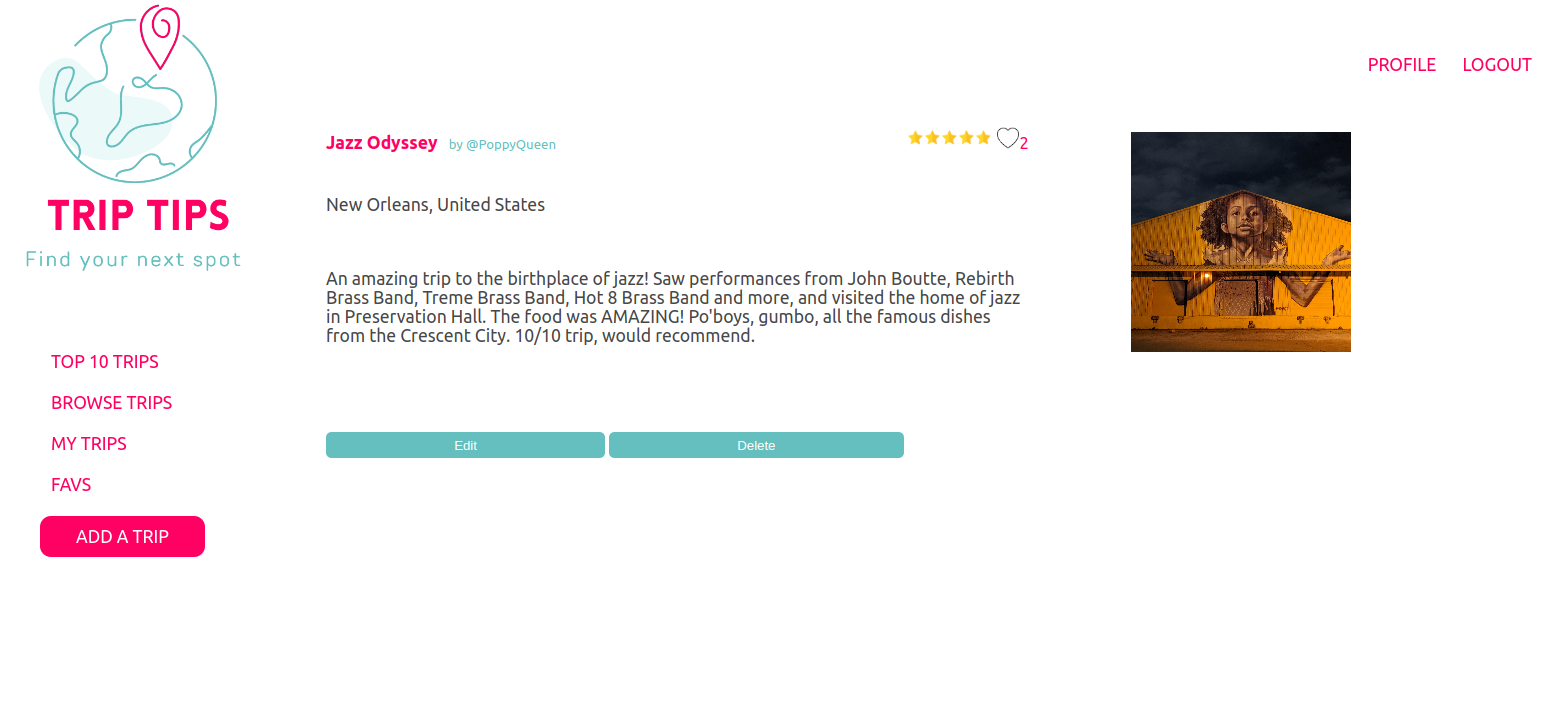 PROFILE LOGOUT
TRIP TIPS
Find your next spot
TOP 10 TRIPS
BROWSE TRIPS
MY TRIPS
FAVS
ADD A TRIP
Jazz Odyssey by @PoppyQueen 2
New Orleans, United States
An amazing trip to the birthplace of jazz! Saw performances from John Boutte, Rebirth
Brass Band, Treme Brass Band, Hot 8 Brass Band and more, and visited the home of jazz
in Preservation Hall. The food was AMAZING! Po'boys, gumbo, all the famous dishes
from the Crescent City. 10/10 trip, would recommend.
Edit Delete